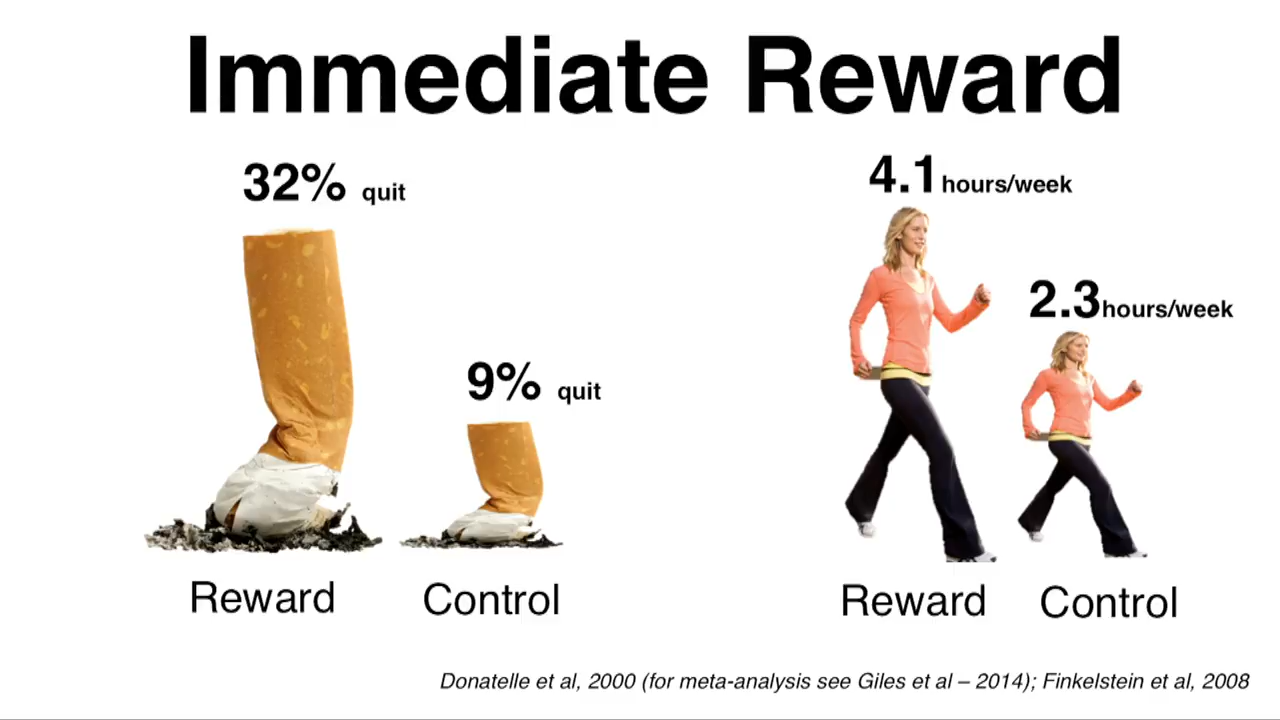 Immediate Reward
32% quit
9% quit
4.1 hours/week
2.3 hours/week
Reward
Control
Reward
Control
Donatelle et al, 2000 (for meta-analysis see Giles et al – 2014); Finkelstein et al, 2008